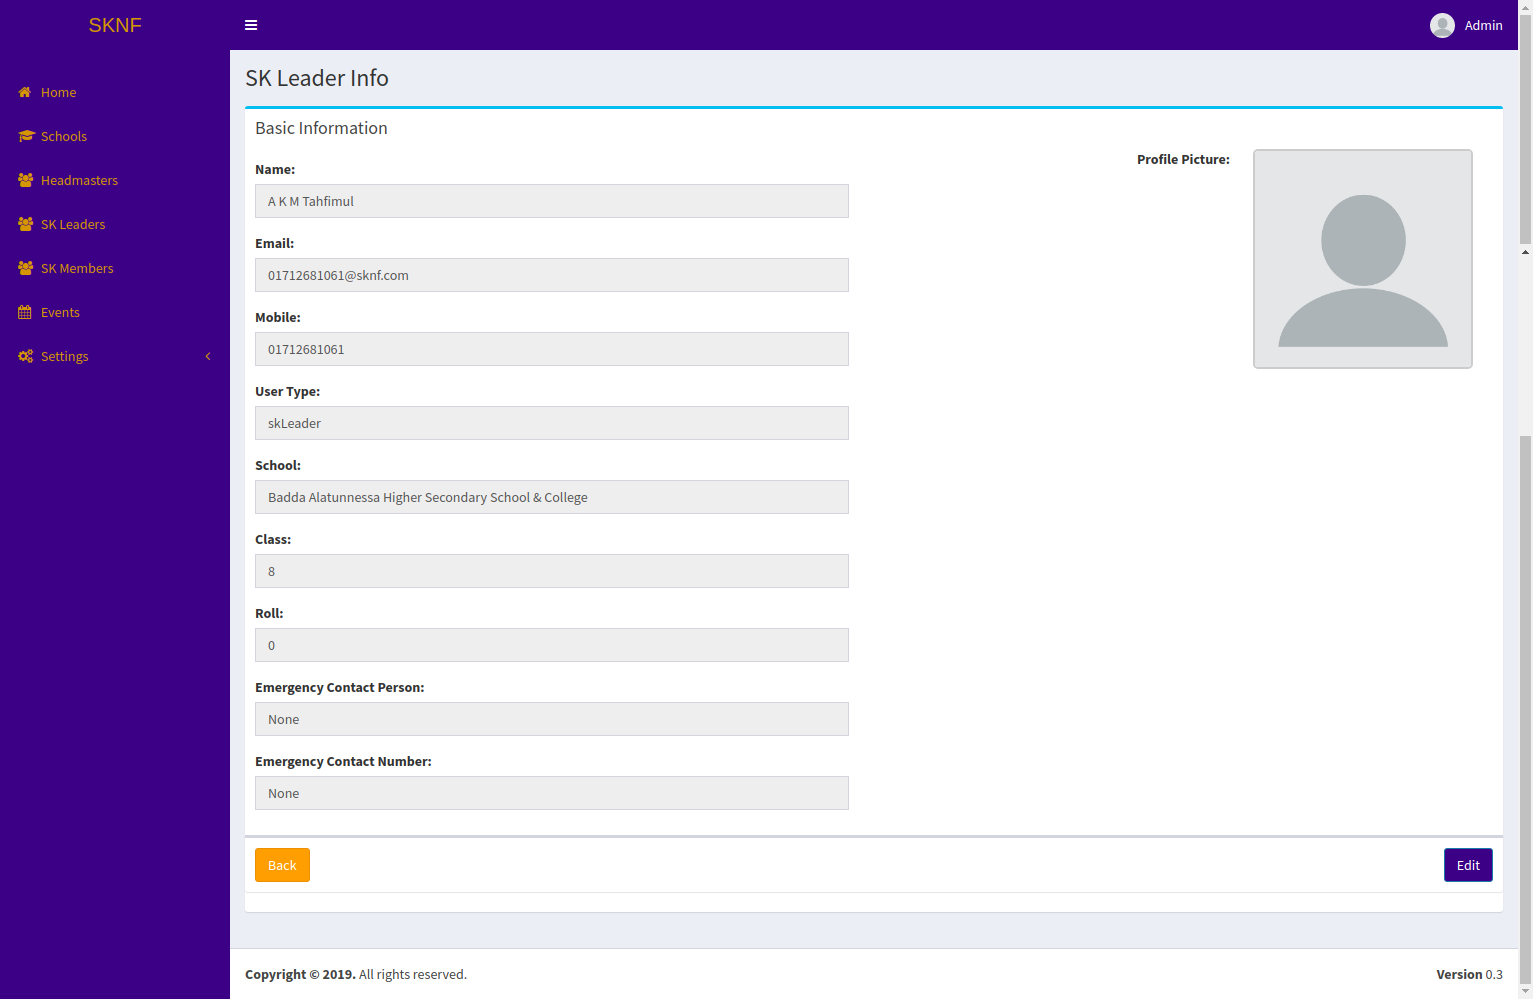 SKNF
Admin
Home
Schools
Headmasters
SK Leaders
SK Members
Events
Settings
SK Leader Info
Basic Information
Profile Picture:
Name:
A K M Tahfimul
Email:
01712681061@sknf.com
Mobile:
01712681061
User Type:
skLeader
School:
Badda Alatunnessa Higher Secondary School & College
Class:
8
Roll:
0
Emergency Contact Person:
None
Emergency Contact Number:
None
Back
Edit
Copyright © 2019. All rights reserved.
Version 0.3